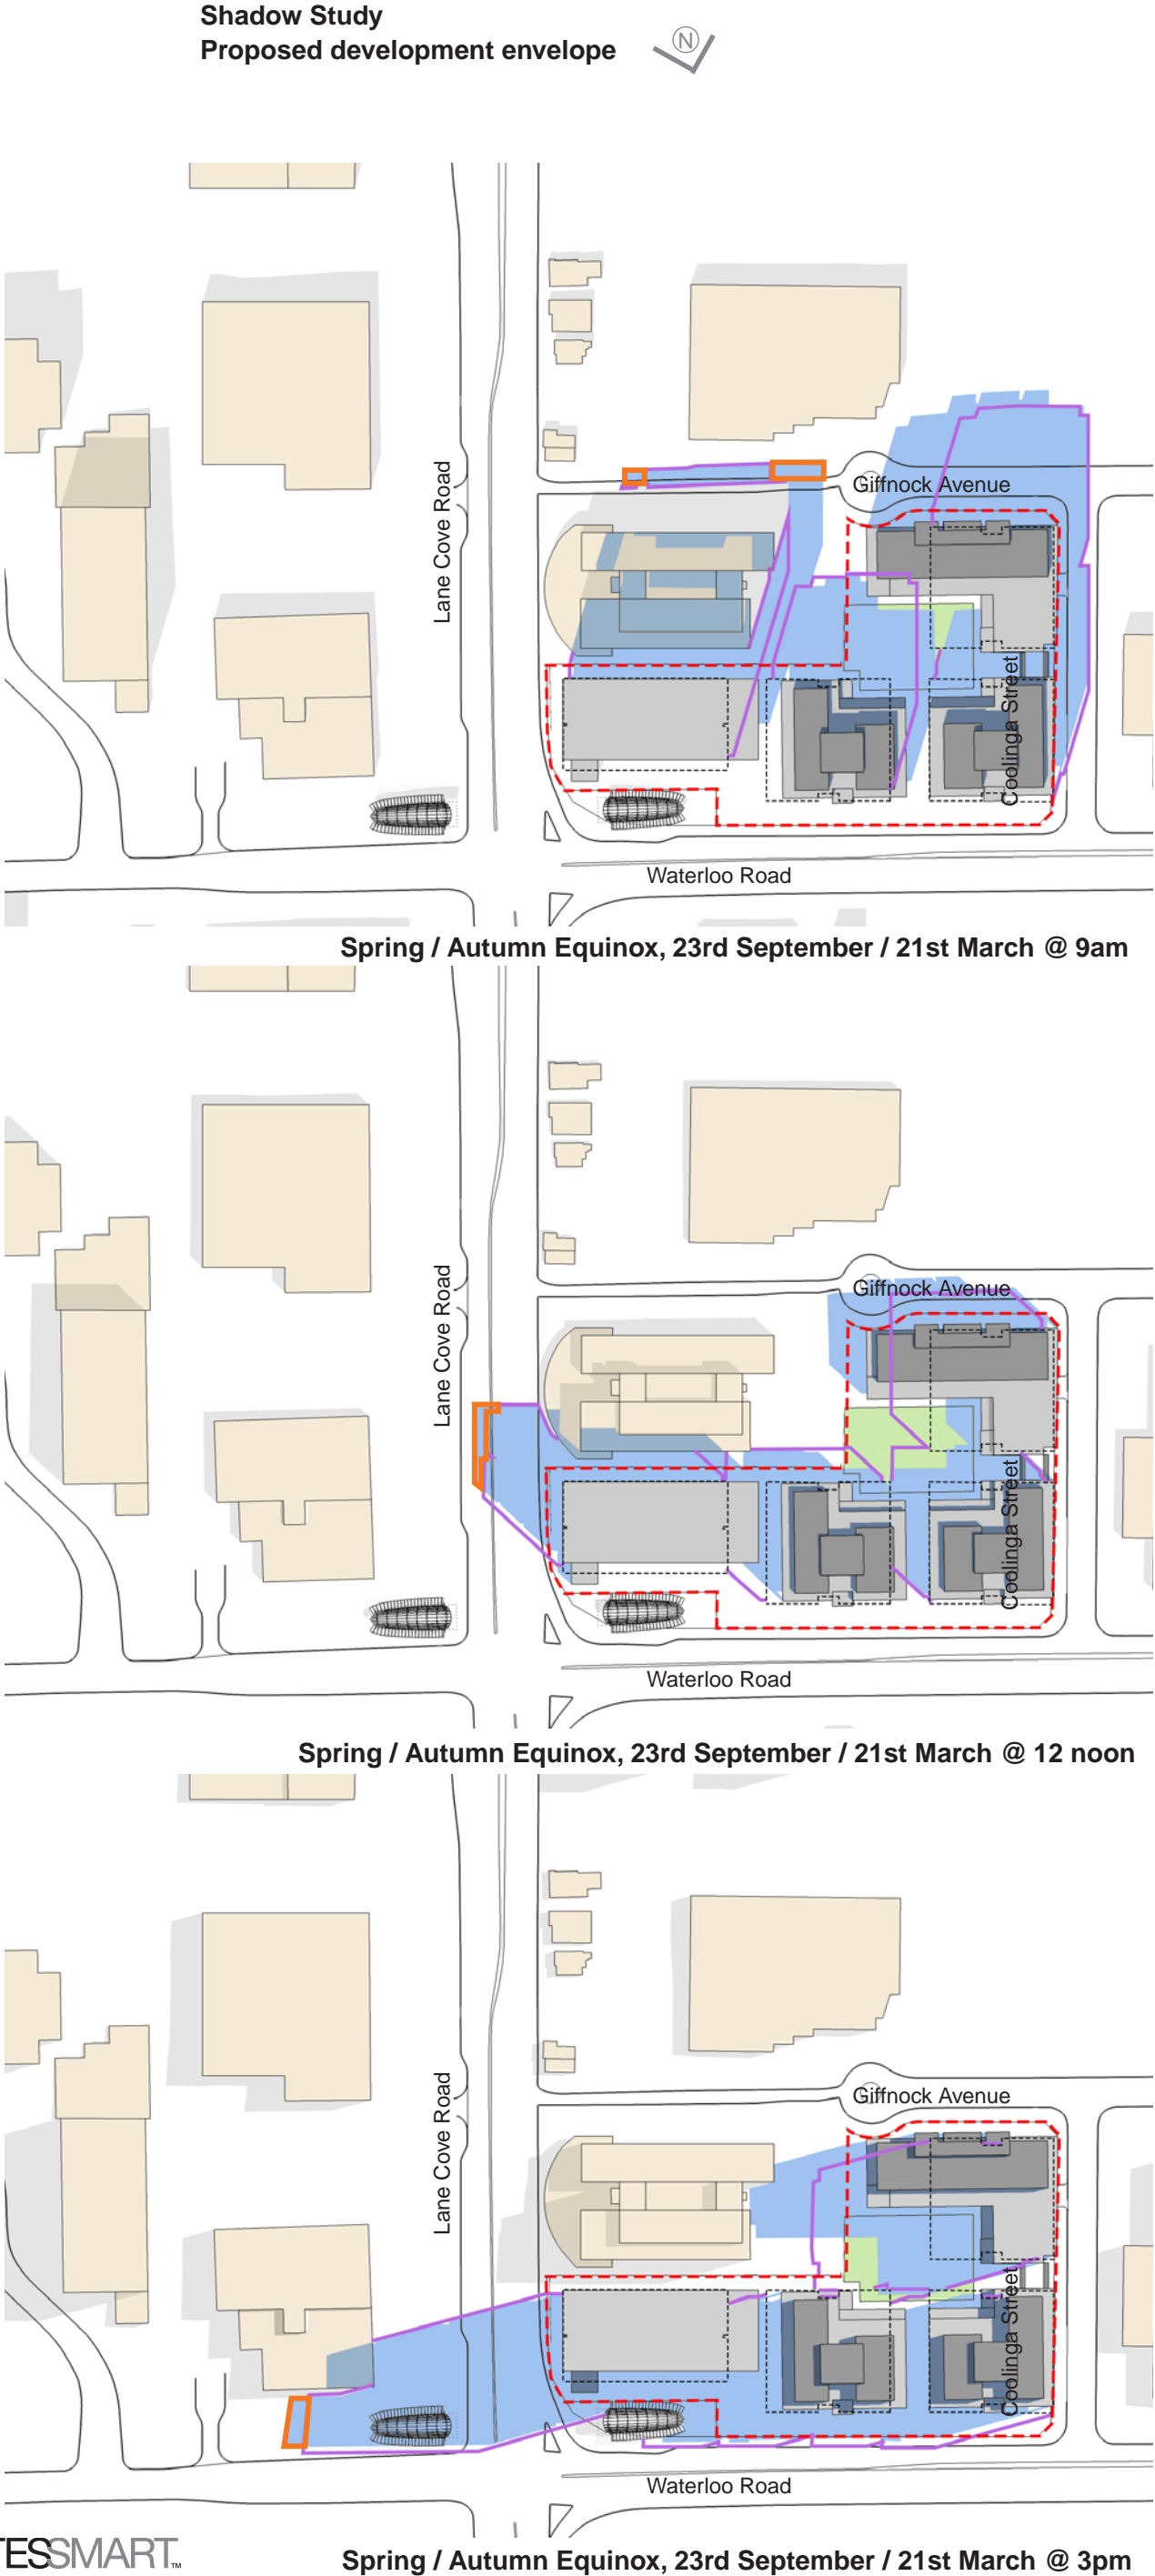 Shadow Study
Proposed development envelope
N
Lane Cove Road
Giffnock Avenue
Coolinga Street
Waterloo Road
Spring / Autumn Equinox, 23rd September / 21st March @ 9am
Lane Cove Road
Giffnock Avenue
Coolinga Street
Waterloo Road
Spring / Autumn Equinox, 23rd September / 21st March @ 12 noon
Lane Cove Road
Giffnock Avenue
Coolinga Street
Waterloo Road
TESSMART™
Spring / Autumn Equinox, 23rd September / 21st March @ 3pm